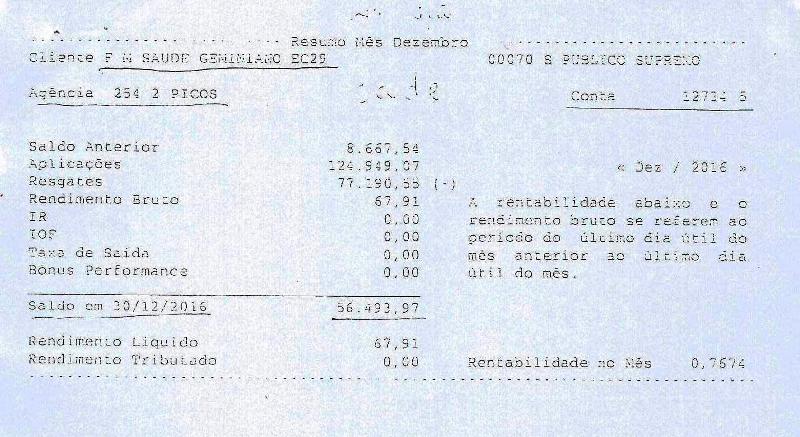 Resumo Mês Dezembro
Cliente F M SAUDE GEMINIANO EC29 00070 S PUBLICO SUPREMO
Agência 254 2 PICOS Conta 12734 5
Saldo Anterior 8.667,54
Aplicações 124.949,07 « Dez / 2016 »
Resgates 77.190,55 (-)
Rendimento Bruto 67,91 A rentabilidade abaixo e o
IR 0,00 rendimento bruto se referem ao
IOF 0,00 período do último dia útil do
Taxa de Saída 0,00 mês anterior ao último dia
Bônus Performance 0,00 útil do mês.
Saldo em 30/12/2016 56.493,97
Rendimento Líquido 67,91
Rendimento Tributado 0,00 Rentabilidade no Mês 0,7674